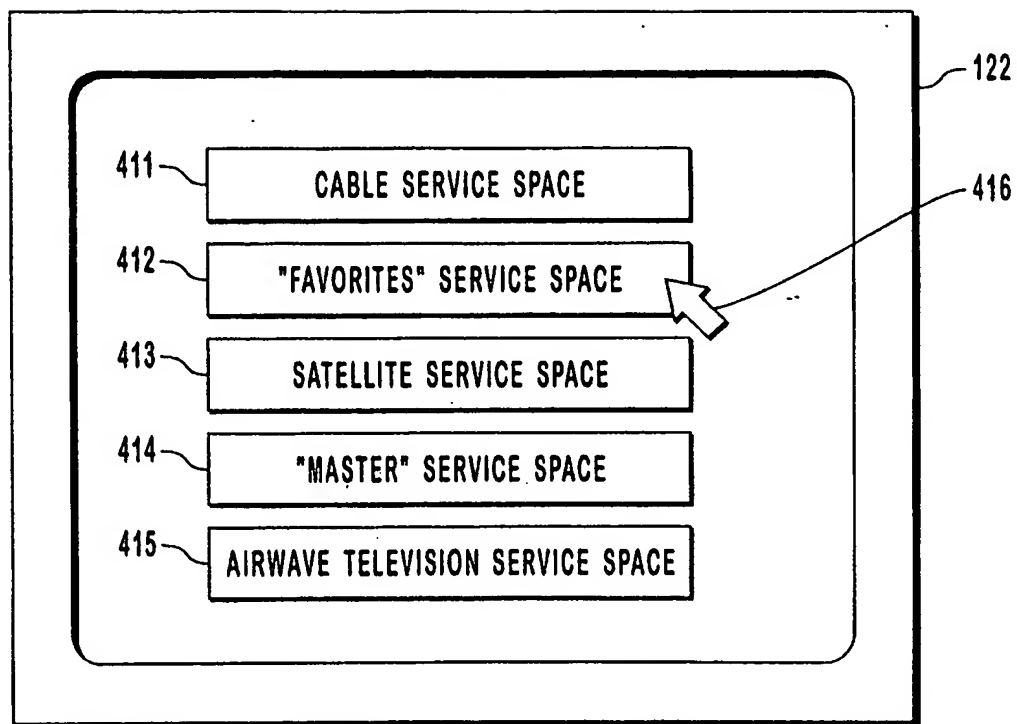 122
411
CABLE SERVICE SPACE
416
412
"FAVORITES" SERVICE SPACE
413
SATELLITE SERVICE SPACE
414
"MASTER" SERVICE SPACE
415
AIRWAVE TELEVISION SERVICE SPACE